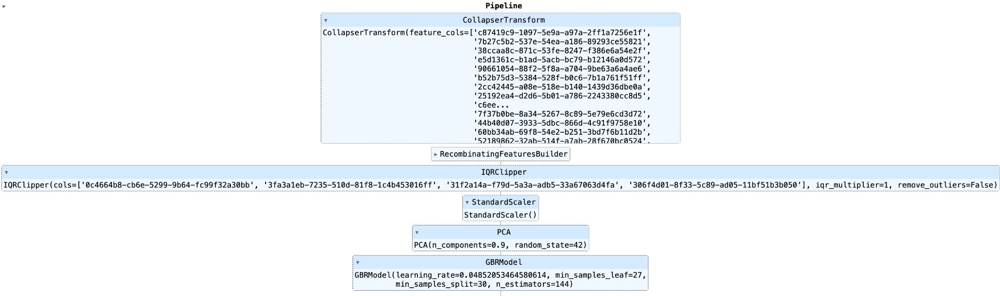 Pipeline
CollapserTransform
CollapserTransform(feature_cols=['c87419c9-1097-5e9a-a97a-2ff1a7256e1f',
'7b27c5b2-537e-54ea-a186-89293ce55821',
'38ccaa8c-871c-53fe-8247-f386e6a54e2f',
'e5d1361c-b1ad-5acb-bc79-b12146a0d572',
'90661054-88f2-5f8a-a704-9be63a6a4ae6',
'b52b75d3-5384-528f-b0c6-7b1a761f51ff',
'2cc42445-a08e-518e-b140-1439d36dbe0a',
'25192ea4-d2d6-5b01-a786-2243380cc8d5',
'c6ee...
'7f37b0be-8a34-5267-8c89-5e79e6cd3d72',
'44b40d07-3933-5dbc-866d-4c91f9758e10',
'60bb34ab-69f8-54e2-b251-3bd7f6b11d2b',
'52189862-32ab-514f-a7ab-28f670bc0524',
RecombinatingFeaturesBuilder
IQRClipper
IQRClipper(cols=['0c4664b8-cb6e-5299-9b64-fc99f32a30bb', '3fa3a1eb-7235-510d-81f8-1c4b453016ff', '31f2a14a-f79d-5a3a-adb5-33a67063d4fa', '306f4d01-8f33-5c89-ad05-11bf51b3b050'], iqr_multiplier=1, remove_outliers=False)
StandardScaler
StandardScaler()
PCA
PCA(n_components=0.9, random_state=42)
GBRModel
GBRModel(learning_rate=0.04852053464580614, min_samples_leaf=27,
min_samples_split=30, n_estimators=144)